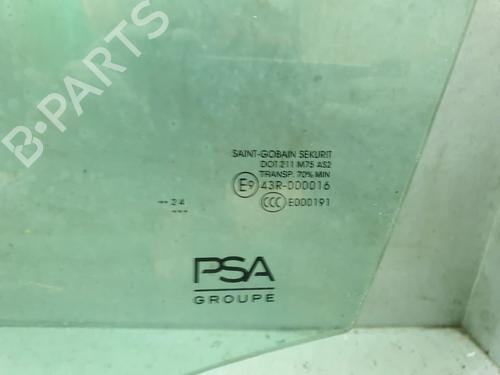 B-PARTS
SAINT-GOBAIN SEKURIT
DOT 211 M75 AS2
TRANSP. 70% MIN
E9 43R-000016
CCC E000191
PSA
GROUPE